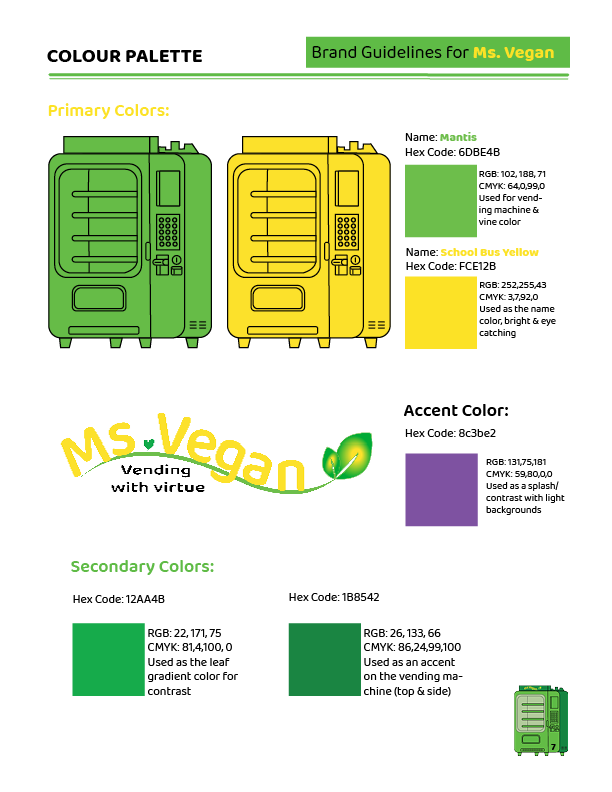 COLOUR PALETTE
Brand Guidelines for Ms. Vegan
Primary Colors:
Name: Mantis
Hex Code: 6DBE4B
RGB: 102, 188, 71
CMYK: 64,0,99,0
Used for vend-
ing machine &
vine color
Name: School Bus Yellow
Hex Code: FCE12B
RGB: 252,255,43
CMYK: 3,7,92,0
Used as the name
color, bright & eye
catching
Ms. Vegan
Vending
with virtue
Accent Color:
Hex Code: 8c3be2
RGB: 131,75,181
CMYK: 59,80,0,0
Used as a splash/
contrast with light
backgrounds
Secondary Colors:
Hex Code: 12AA4B
RGB: 22, 171, 75
CMYK: 81,4,100, 0
Used as the leaf
gradient color for
contrast
Hex Code: 1B8542
RGB: 26, 133, 66
CMYK: 86,24,99,100
Used as an accent
on the vending ma-
chine (top & side)
7